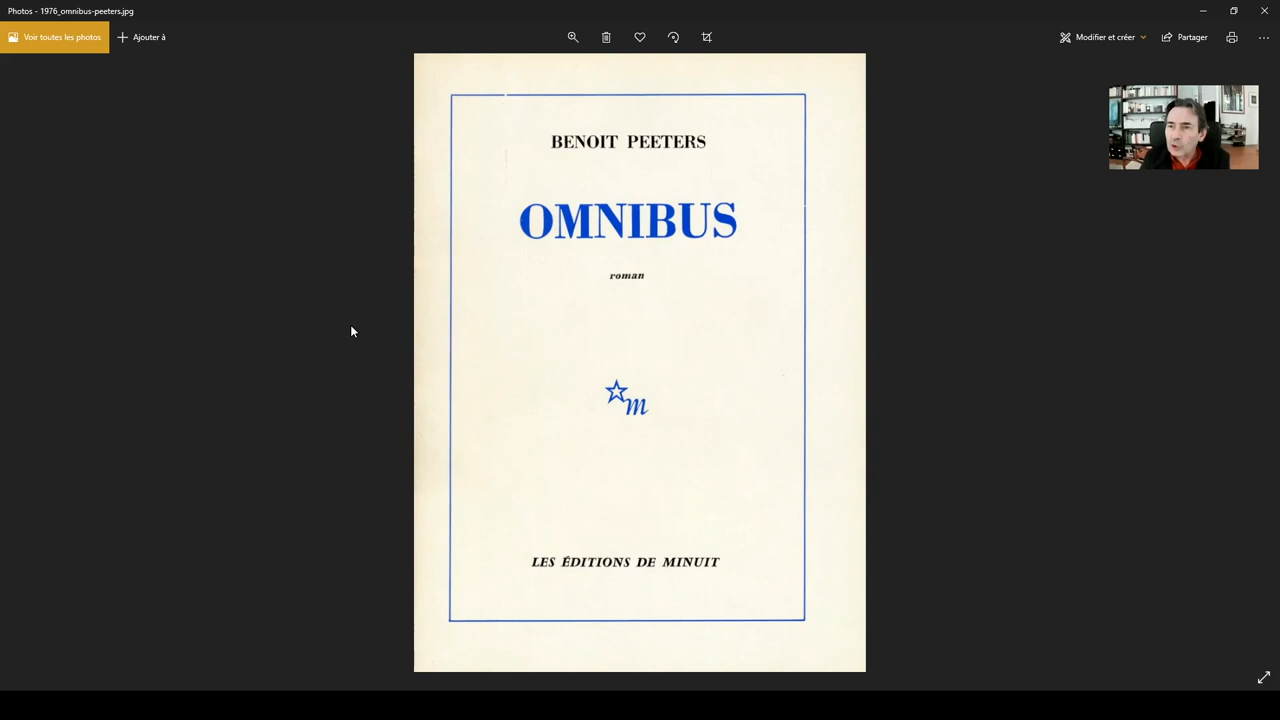 Photos - 1976_omnibus-peeters.jpg
Voir toutes les photos
Ajouter à
Modifier et créer
Partager
BENOIT PEETERS
OMNIBUS
roman
m
LES ÉDITIONS DE MINUIT